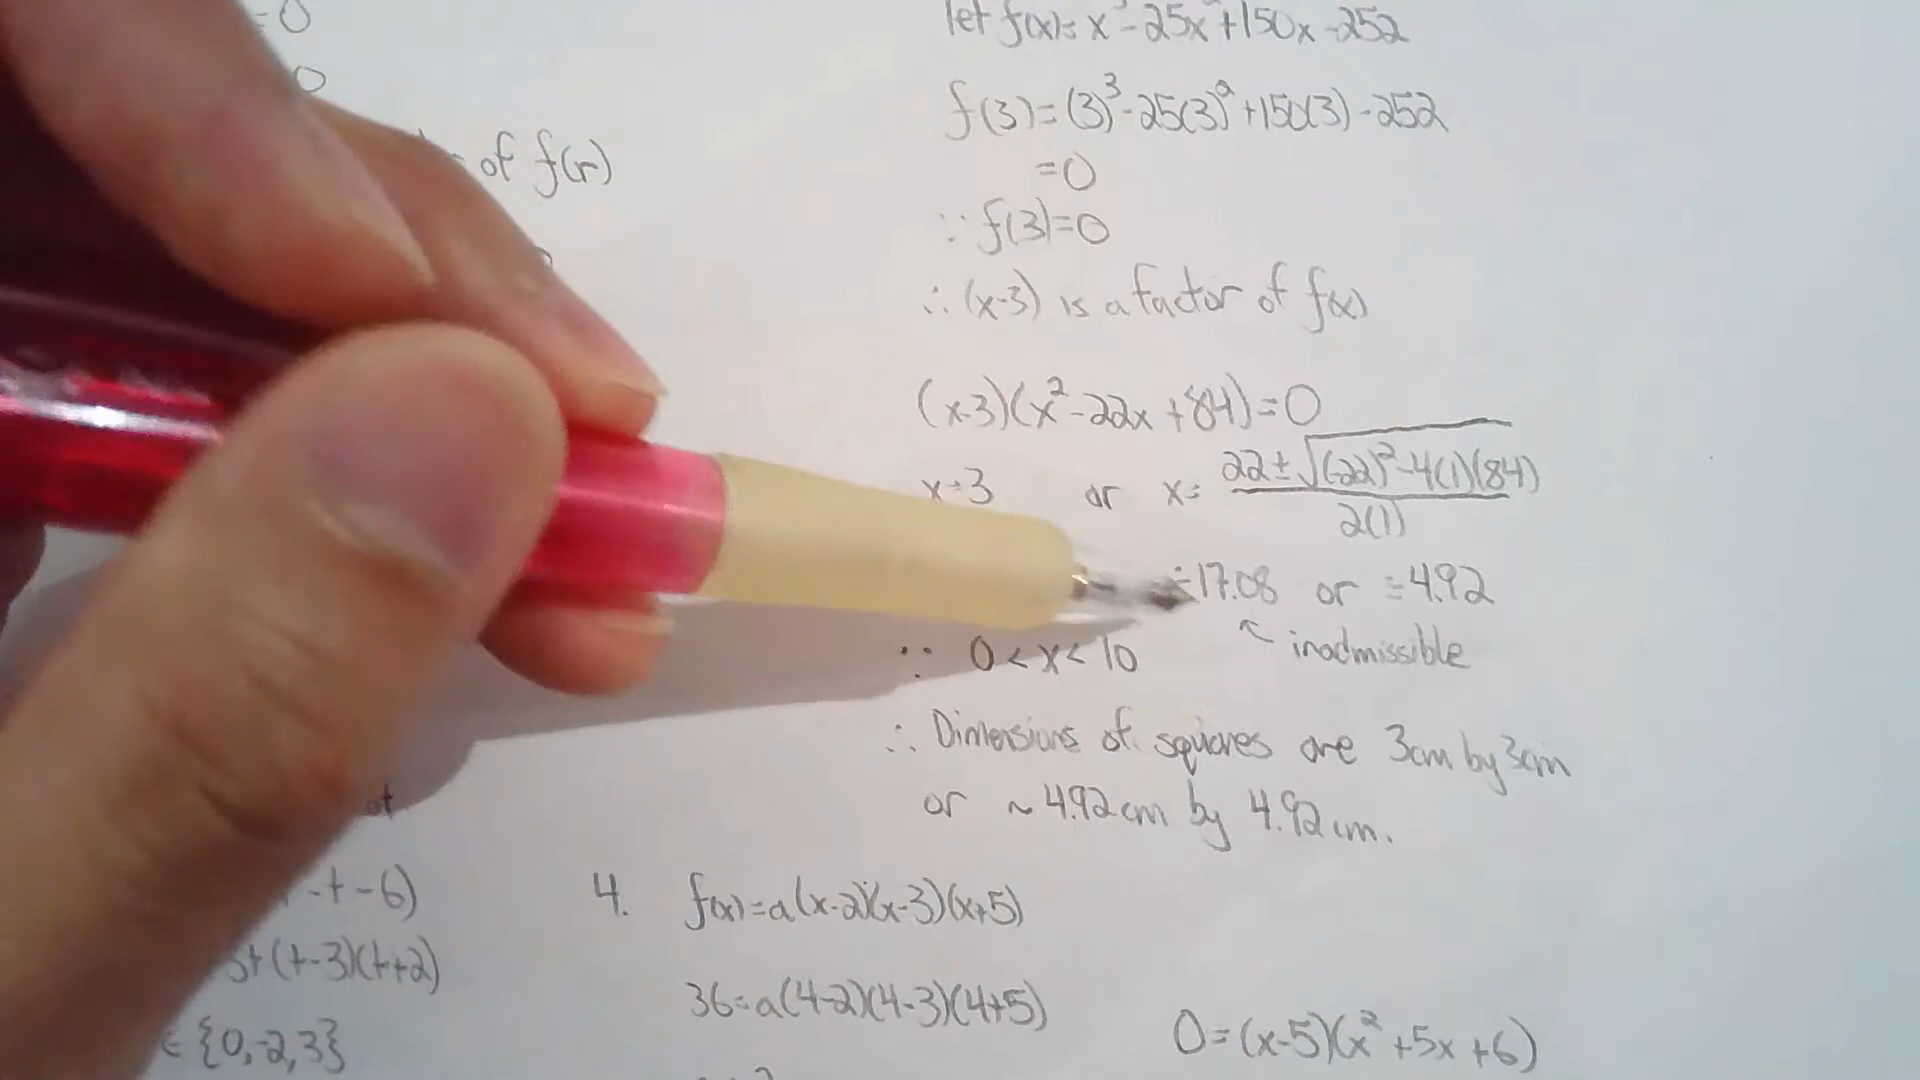 =0
0
of f(r)
let f(x)= x³-25x²+150x-252
f(3)=(3)³-25(3)²+150(3)-252
=0
∵ f(3)=0
∴ (x-3) is a factor of f(x)
(x-3)(x²-22x+84)=0
x=3 or x= 22±√(-22)²-4(1)(84)
2(1)
≐17.08 or ≐4.92
↖ inadmissible
∵ 0<x<10
∴ Dimensions of squares are 3cm by 3cm
or ~4.92cm by 4.92cm.
-t-6)
(t-3)(t+2)
∈ {0,-2,3}
4. f(x)=a(x-2)(x-3)(x+5)
36=a(4-2)(4-3)(4+5)
0=(x-5)(x²+5x+6)